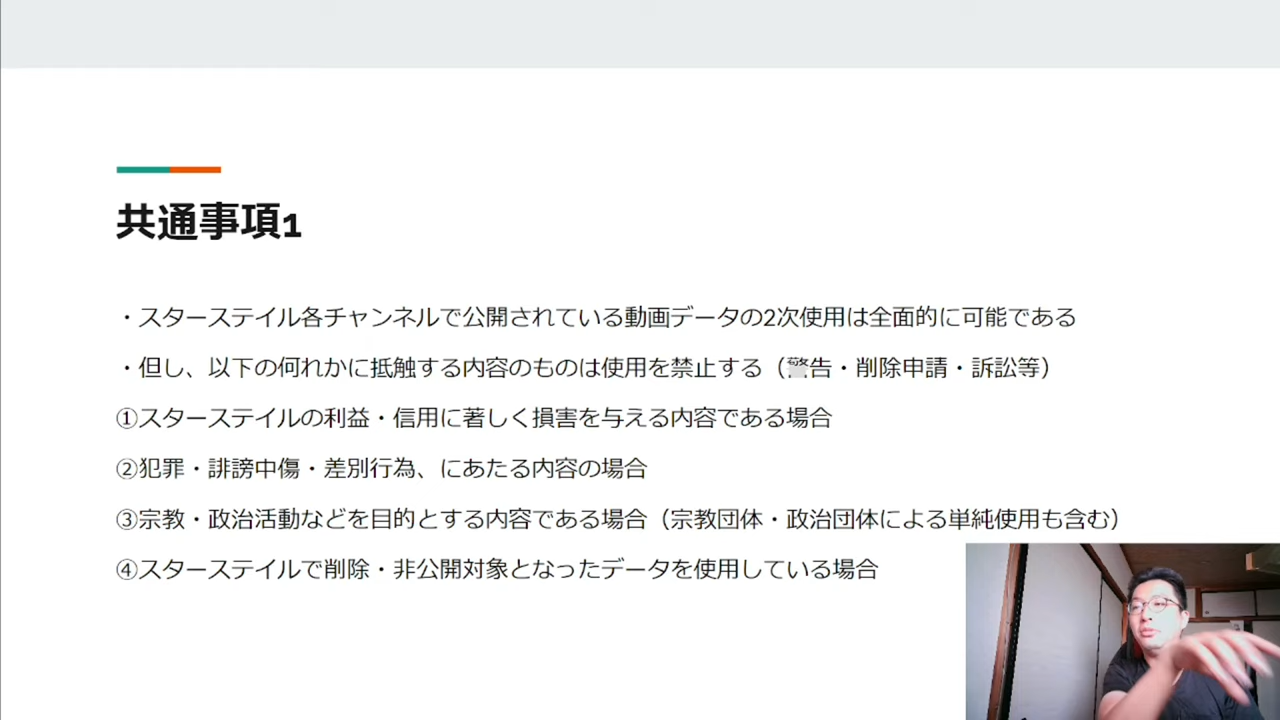 共通事項1
・スターステイル各チャンネルで公開されている動画データの2次使用は全面的に可能である
・但し、以下の何れかに抵触する内容のものは使用を禁止する（警告・削除申請・訴訟等）
①スターステイルの利益・信用に著しく損害を与える内容である場合
②犯罪・誹謗中傷・差別行為、にあたる内容の場合
③宗教・政治活動などを目的とする内容である場合（宗教団体・政治団体による単純使用も含む）
④スターステイルで削除・非公開対象となったデータを使用している場合